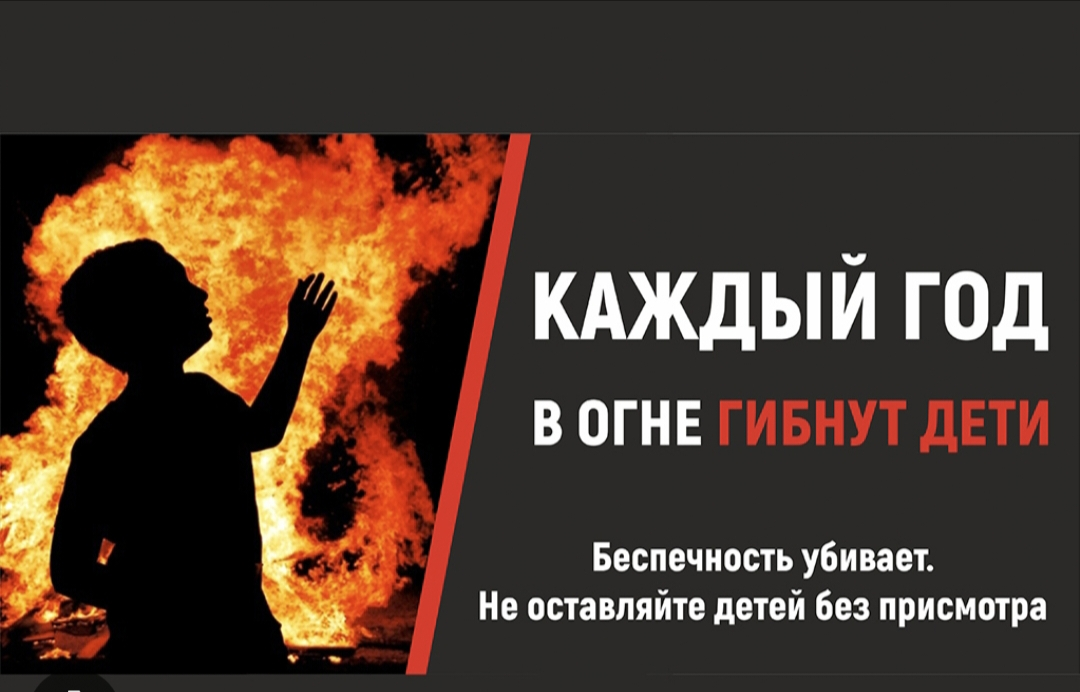 КАЖДЫЙ ГОД
В ОГНЕ ГИБНУТ ДЕТИ
Беспечность убивает.
Не оставляйте детей без присмотра